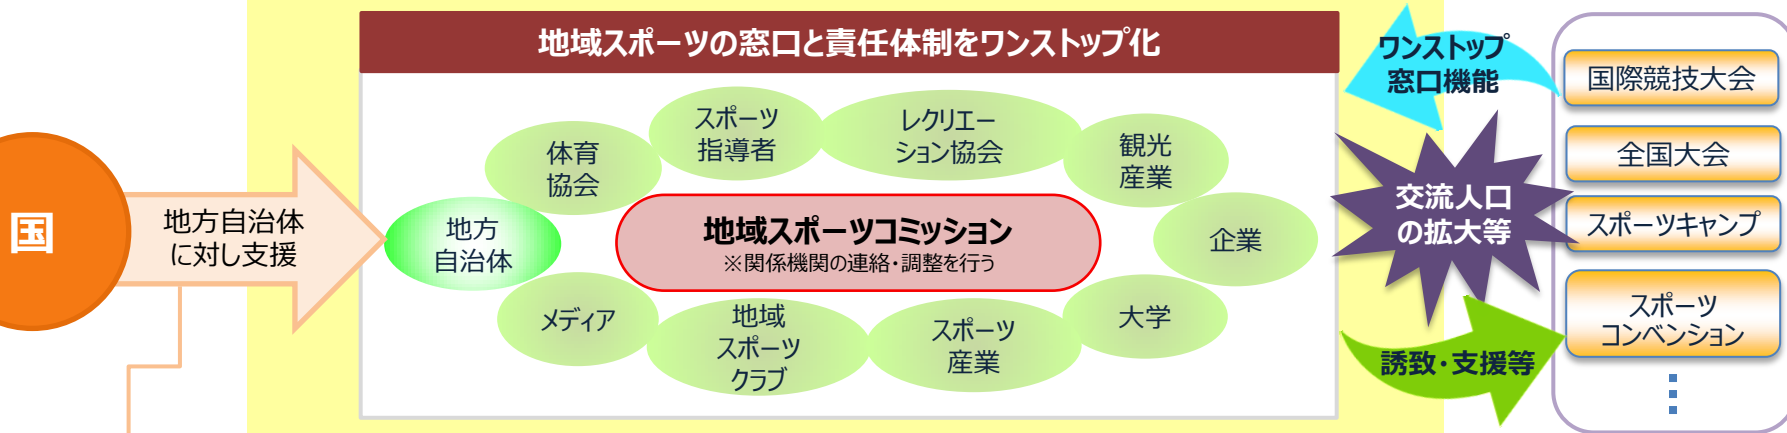 地域スポーツの窓口と責任体制をワンストップ化
国
地方自治体
に対し支援
地方
自治体
体育
協会
スポーツ
指導者
レクリエー
ション協会
観光
産業
企業
大学
スポーツ
産業
地域
スポーツ
クラブ
メディア
地域スポーツコミッション
※関係機関の連絡・調整を行う
ワンストップ
窓口機能
交流人口
の拡大等
誘致・支援等
国際競技大会
全国大会
スポーツキャンプ
スポーツ
コンベンション